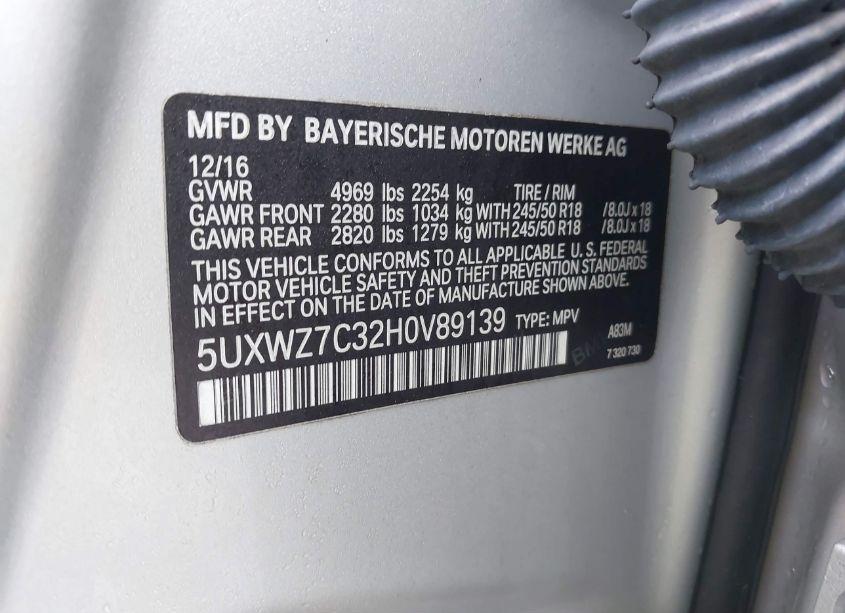 MFD BY BAYERISCHE MOTOREN WERKE AG
12/16
GVWR 4969 lbs 2254 kg TIRE / RIM
GAWR FRONT 2280 lbs 1034 kg WITH 245/50 R18 /8.0J x 18
GAWR REAR 2820 lbs 1279 kg WITH 245/50 R18 /8.0J x 18
THIS VEHICLE CONFORMS TO ALL APPLICABLE U.S. FEDERAL
MOTOR VEHICLE SAFETY AND THEFT PREVENTION STANDARDS
IN EFFECT ON THE DATE OF MANUFACTURE SHOWN ABOVE.
5UXWZ7C32H0V89139 TYPE: MPV
A83M
7 320 730